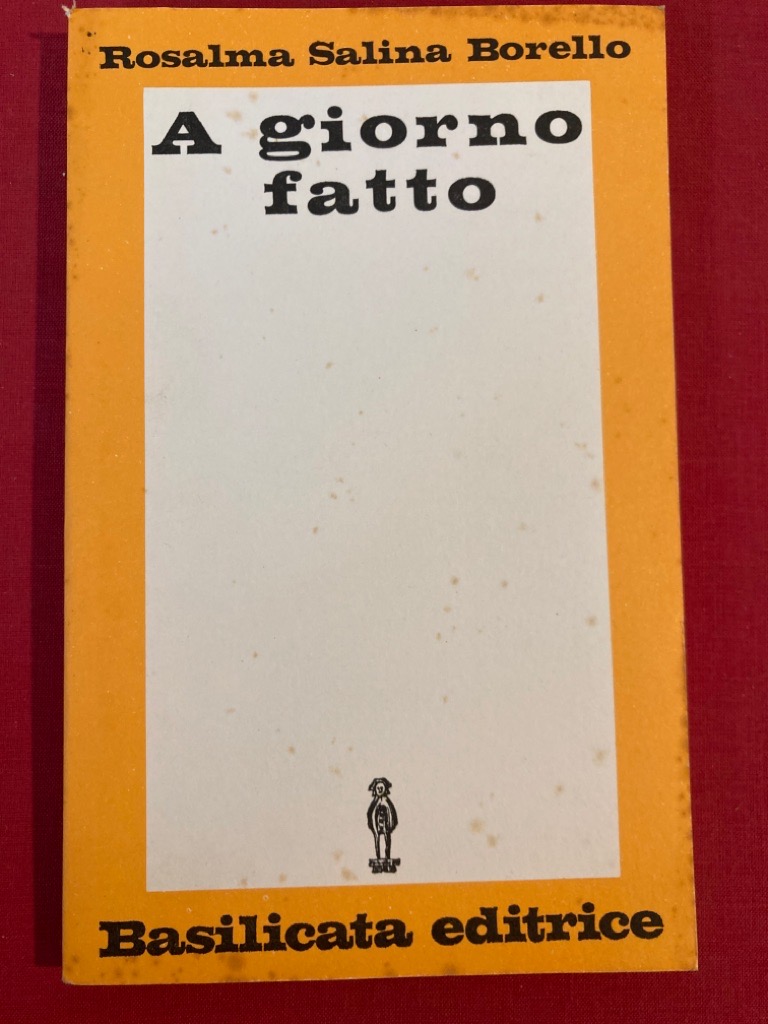 Rosalma Salina Borello
A giorno
fatto
Basilicata editrice